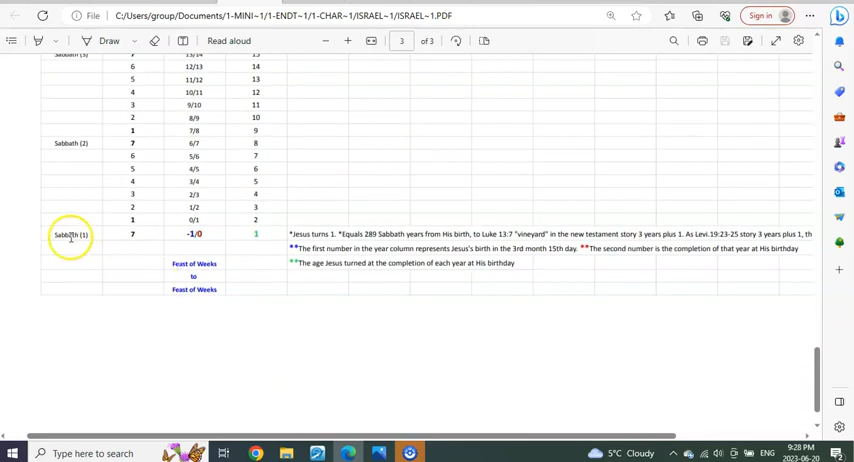 File | C:/Users/group/Documents/1-MINI~1/1-ENDT~1/1-CHAR~1/ISRAEL~1/ISRAEL~1.PDF
Sign in
Draw
Read aloud
3 of 3
Sabbath (3) 7 13/14 15
6 12/13 14
5 11/12 13
4 10/11 12
3 9/10 11
2 8/9 10
1 7/8 9
Sabbath (2) 7 6/7 8
6 5/6 7
5 4/5 6
4 3/4 5
3 2/3 4
2 1/2 3
1 0/1 2
Sabbath (1) 7 -1/0 1 *Jesus turns 1. *Equals 289 Sabbath years from His birth, to Luke 13:7 "vineyard" in the new testament story 3 years plus 1. As Levi.19:23-25 story 3 years plus 1, th
**The first number in the year column represents Jesus's birth in the 3rd month 15th day. **The second number is the completion of that year at His birthday
Feast of Weeks **The age Jesus turned at the completion of each year at His birthday
to
Feast of Weeks
Type here to search
5°C Cloudy
ENG
9:28 PM
2023-06-20
2